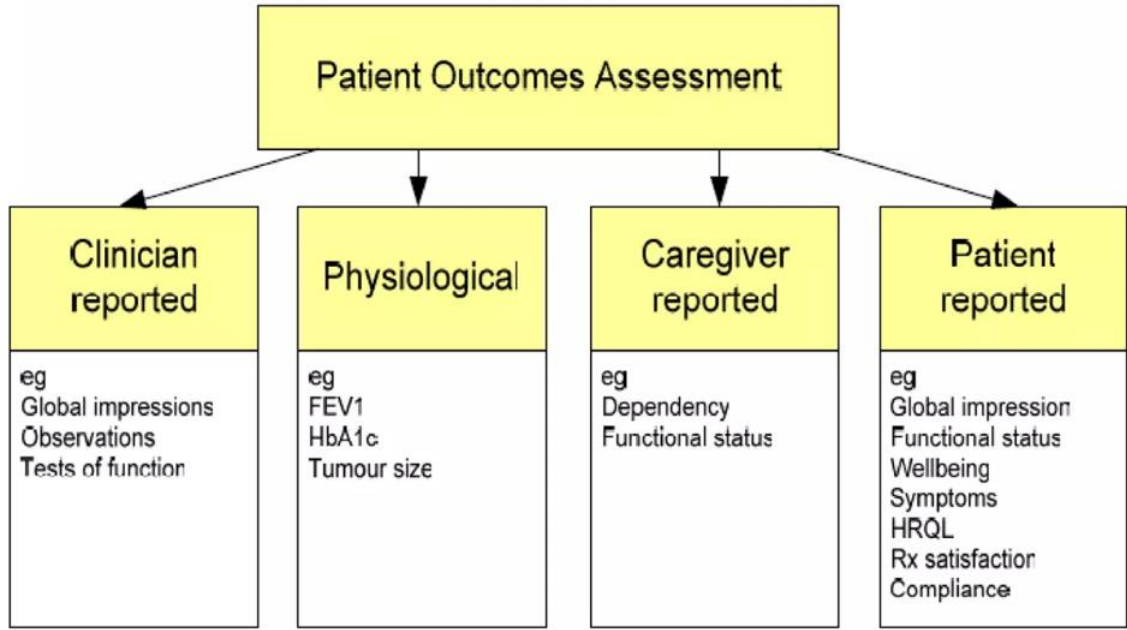 Patient Outcomes Assessment
Clinician
reported
eg
Global impressions
Observations
Tests of function
Physiological
eg
FEV1
HbA1c
Tumour size
Caregiver
reported
eg
Dependency
Functional status
Patient
reported
eg
Global impression
Functional status
Wellbeing
Symptoms
HRQL
Rx satisfaction
Compliance